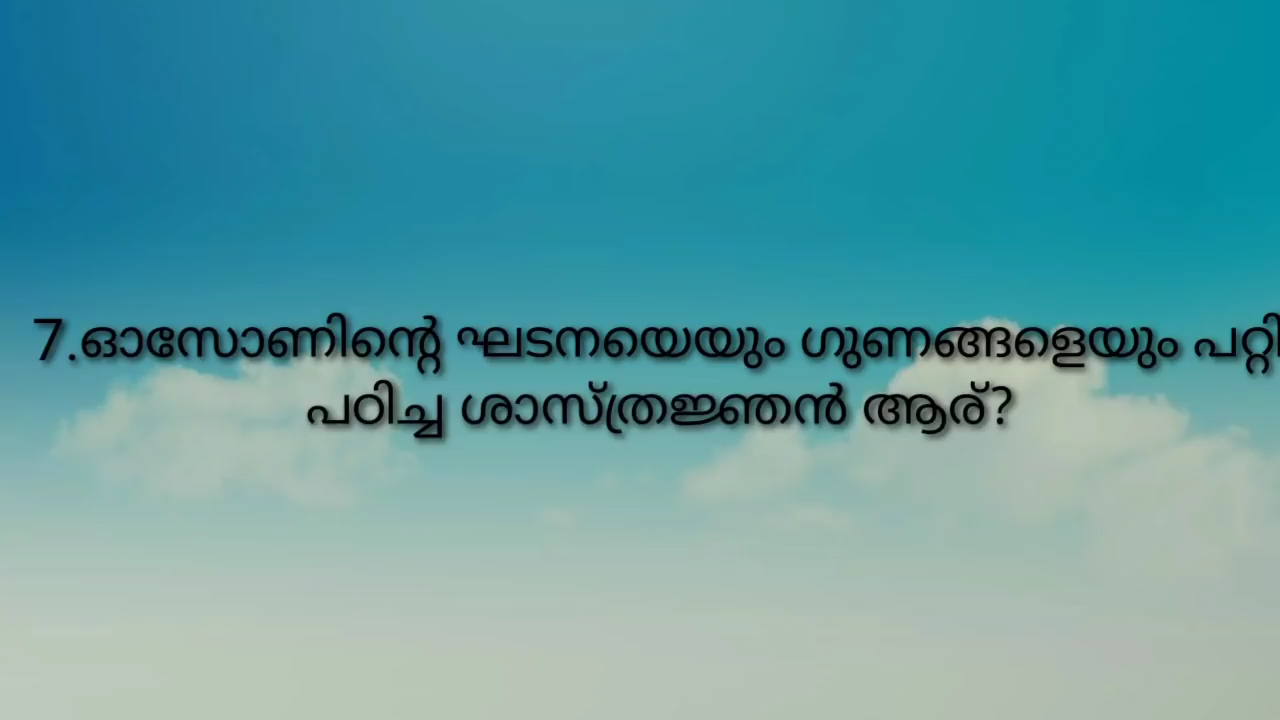 7.ഓസോണിന്റെ ഘടനയെയും ഗുണങ്ങളെയും പറ്റി
പഠിച്ച ശാസ്ത്രജ്ഞൻ ആര്?